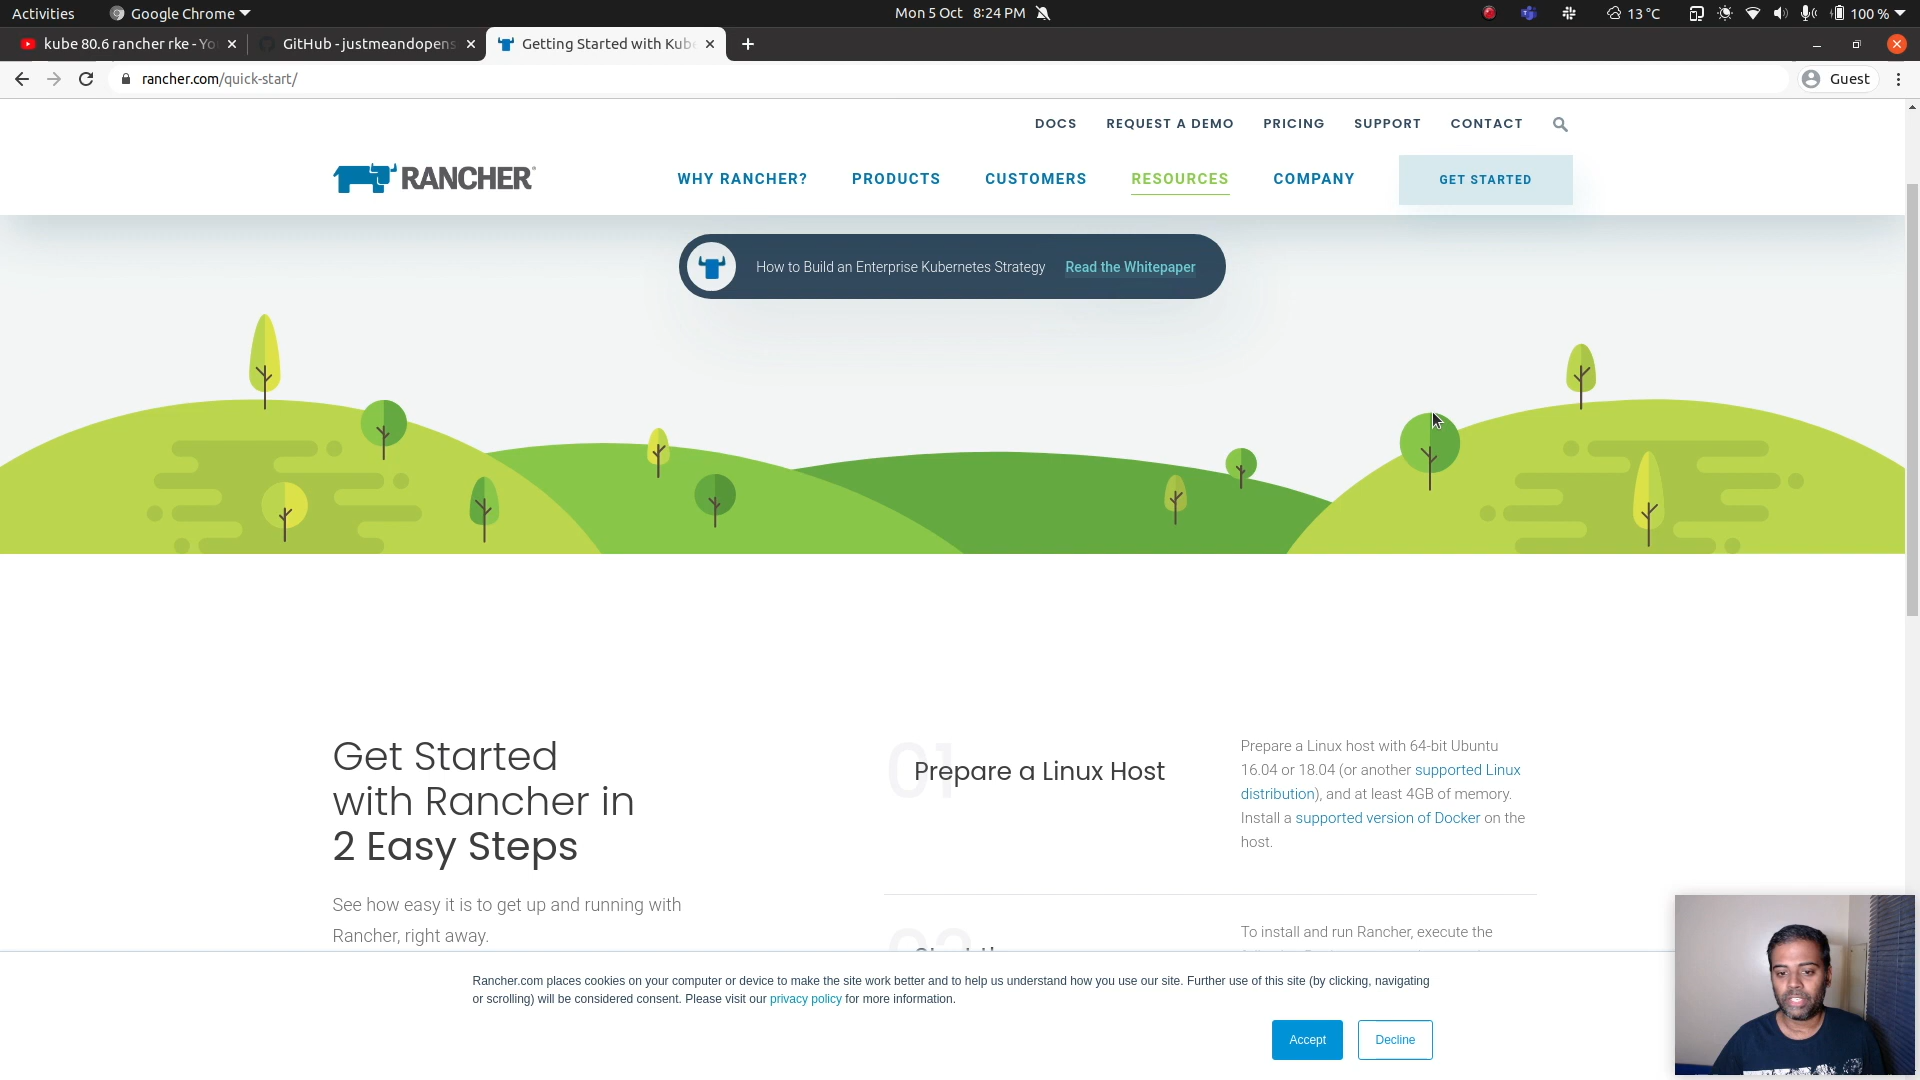 Activities
Google Chrome
Mon 5 Oct 8:24 PM
13 °C
100 %
kube 80.6 rancher rke - Yo
GitHub - justmeandopens
Getting Started with Kub
rancher.com/quick-start/
Guest
DOCS
REQUEST A DEMO
PRICING
SUPPORT
CONTACT
RANCHER
WHY RANCHER?
PRODUCTS
CUSTOMERS
RESOURCES
COMPANY
GET STARTED
How to Build an Enterprise Kubernetes Strategy Read the Whitepaper
Get Started
with Rancher in
2 Easy Steps
See how easy it is to get up and running with
Rancher, right away.
01
Prepare a Linux Host
Prepare a Linux host with 64-bit Ubuntu
16.04 or 18.04 (or another supported Linux
distribution), and at least 4GB of memory.
Install a supported version of Docker on the
host.
To install and run Rancher, execute the
Rancher.com places cookies on your computer or device to make the site work better and to help us understand how you use our site. Further use of this site (by clicking, navigating
or scrolling) will be considered consent. Please visit our privacy policy for more information.
Accept
Decline